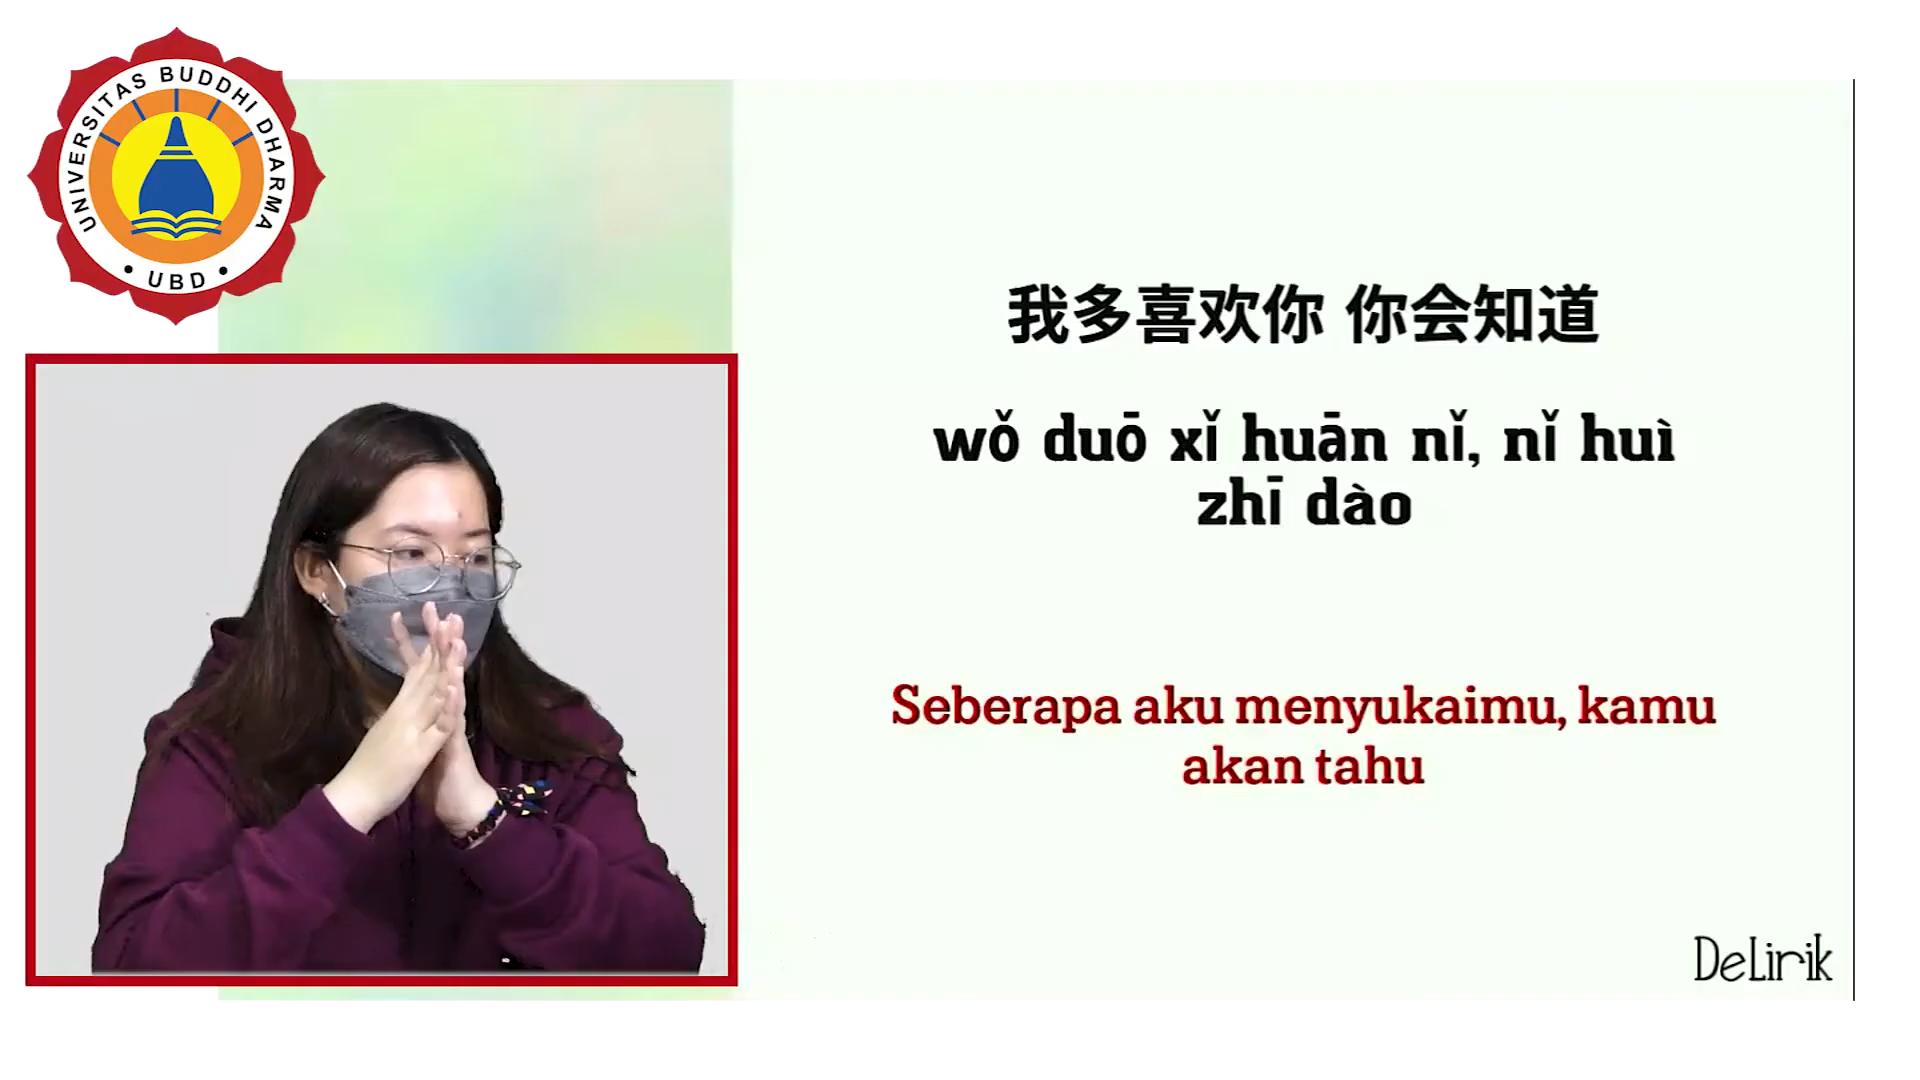 UNIVERSITAS BUDDHI DHARMA
• UBD •
我多喜欢你 你会知道
wǒ duō xǐ huān nǐ, nǐ huì
zhī dào
Seberapa aku menyukaimu, kamu
akan tahu
DeLirik